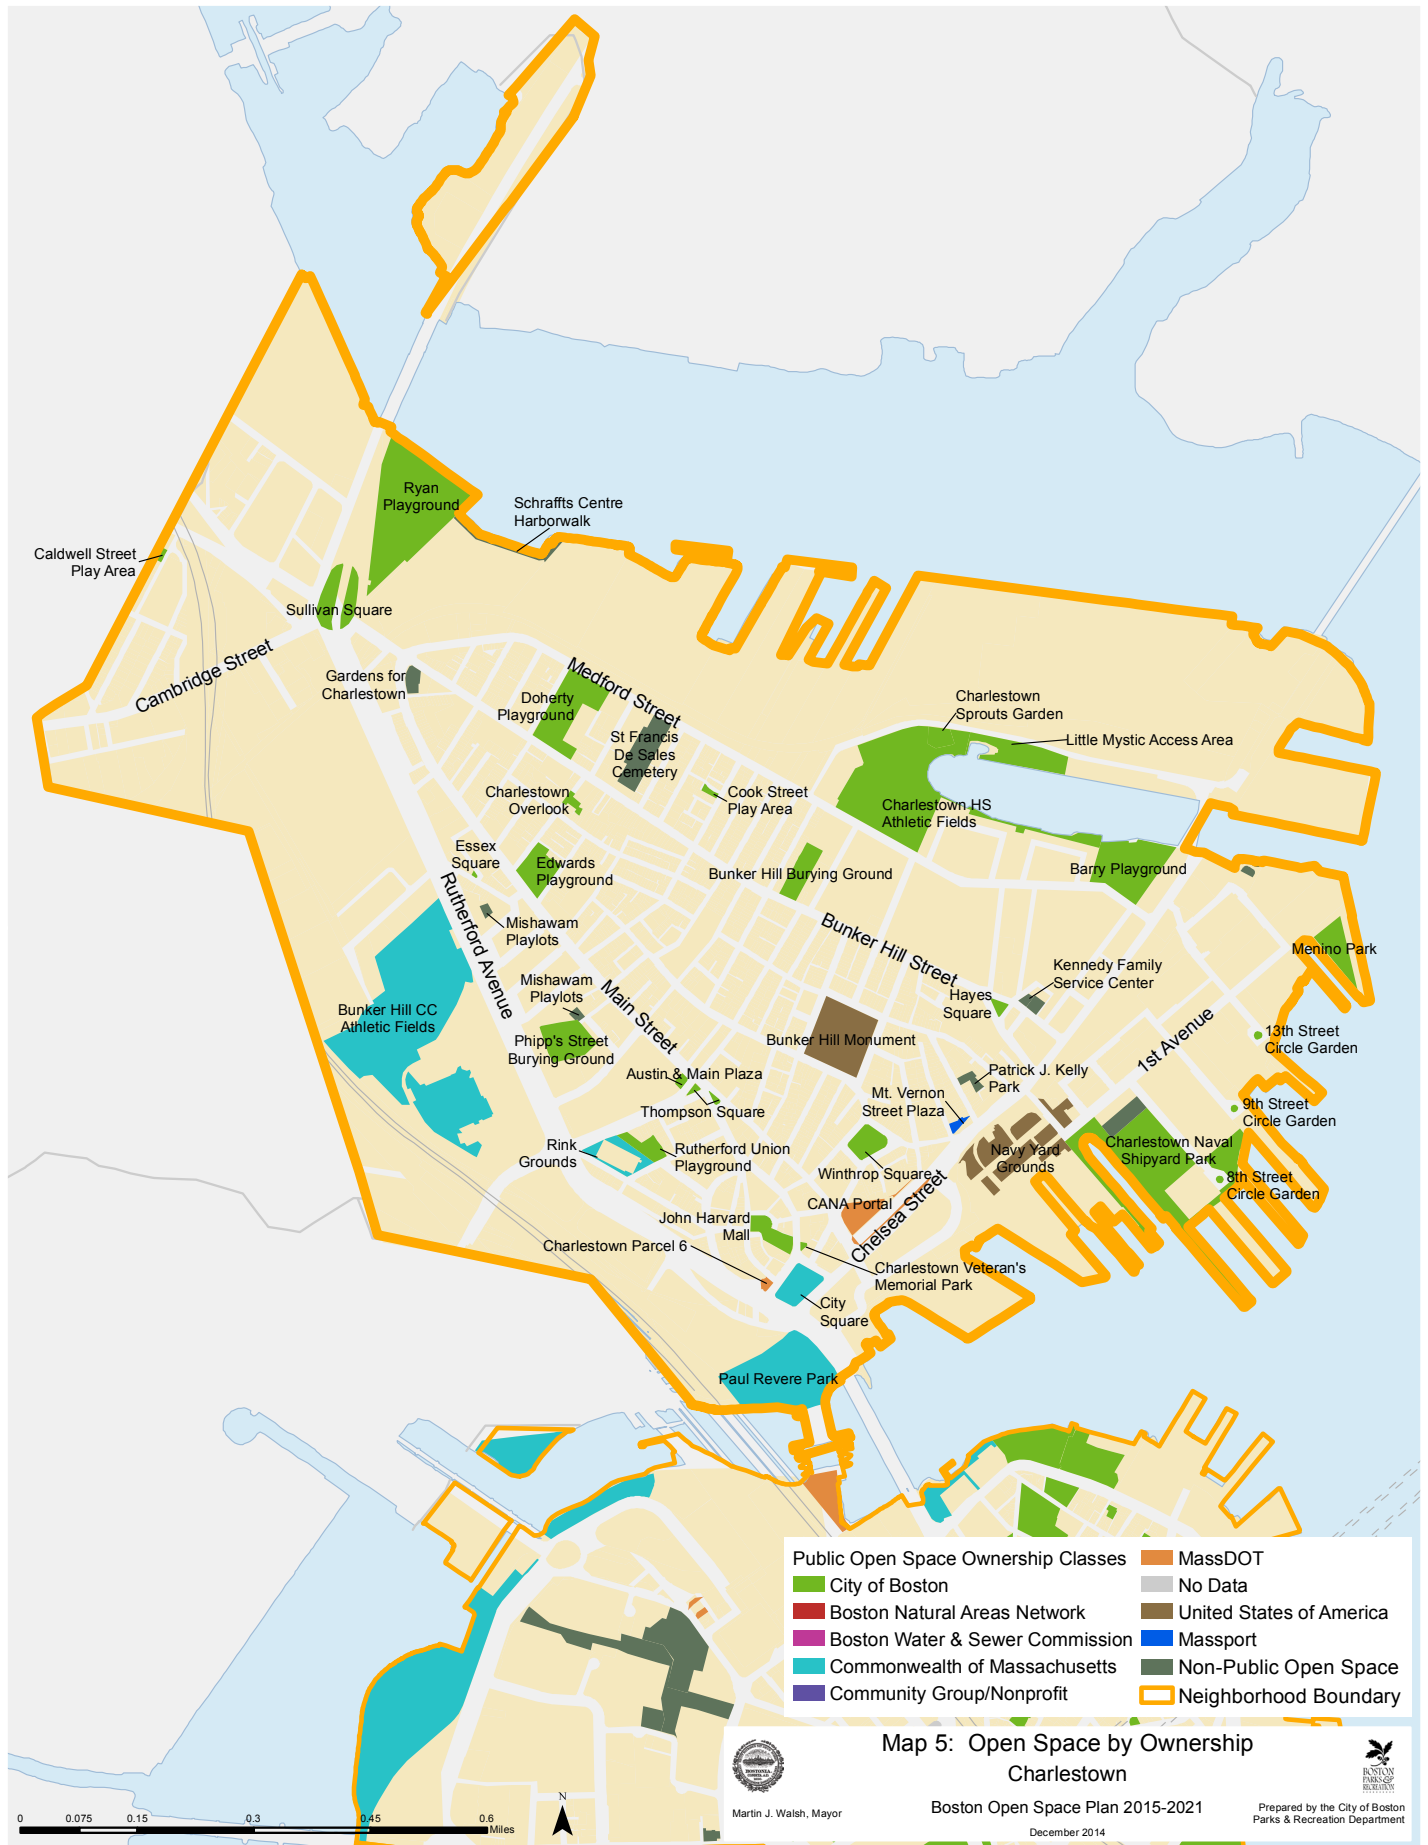 Ryan
Playground
Schraffts Centre
Harborwalk
Caldwell Street
Play Area
Sullivan Square
Cambridge Street
Gardens for
Charlestown
Medford Street
Doherty
Playground
St Francis
De Sales
Cemetery
Charlestown
Sprouts Garden
Little Mystic Access Area
Charlestown
Overlook
Cook Street
Play Area
Charlestown HS
Athletic Fields
Essex
Square
Edwards
Playground
Bunker Hill Burying Ground
Barry Playground
Rutherford Avenue
Mishawam
Playlots
Bunker Hill Street
Menino Park
Kennedy Family
Service Center
Mishawam
Playlots
Main Street
Hayes
Square
Bunker Hill CC
Athletic Fields
Phipp's Street
Burying Ground
Bunker Hill Monument
1st Avenue
13th Street
Circle Garden
Austin & Main Plaza
Patrick J. Kelly
Park
Thompson Square
Mt. Vernon
Street Plaza
9th Street
Circle Garden
Rink
Grounds
Rutherford Union
Playground
Winthrop Square
Navy Yard
Grounds
Charlestown Naval
Shipyard Park
8th Street
Circle Garden
CANA Portal
Chelsea Street
John Harvard
Mall
Charlestown Parcel 6
Charlestown Veteran's
Memorial Park
City
Square
Paul Revere Park
Public Open Space Ownership Classes
City of Boston
Boston Natural Areas Network
Boston Water & Sewer Commission
Commonwealth of Massachusetts
Community Group/Nonprofit
MassDOT
No Data
United States of America
Massport
Non-Public Open Space
Neighborhood Boundary
Map 5: Open Space by Ownership
Charlestown
Boston Open Space Plan 2015-2021
December 2014
Martin J. Walsh, Mayor
BOSTON
PARKS &
RECREATION
Prepared by the City of Boston
Parks & Recreation Department
N
0 0.075 0.15 0.3 0.45 0.6
Miles